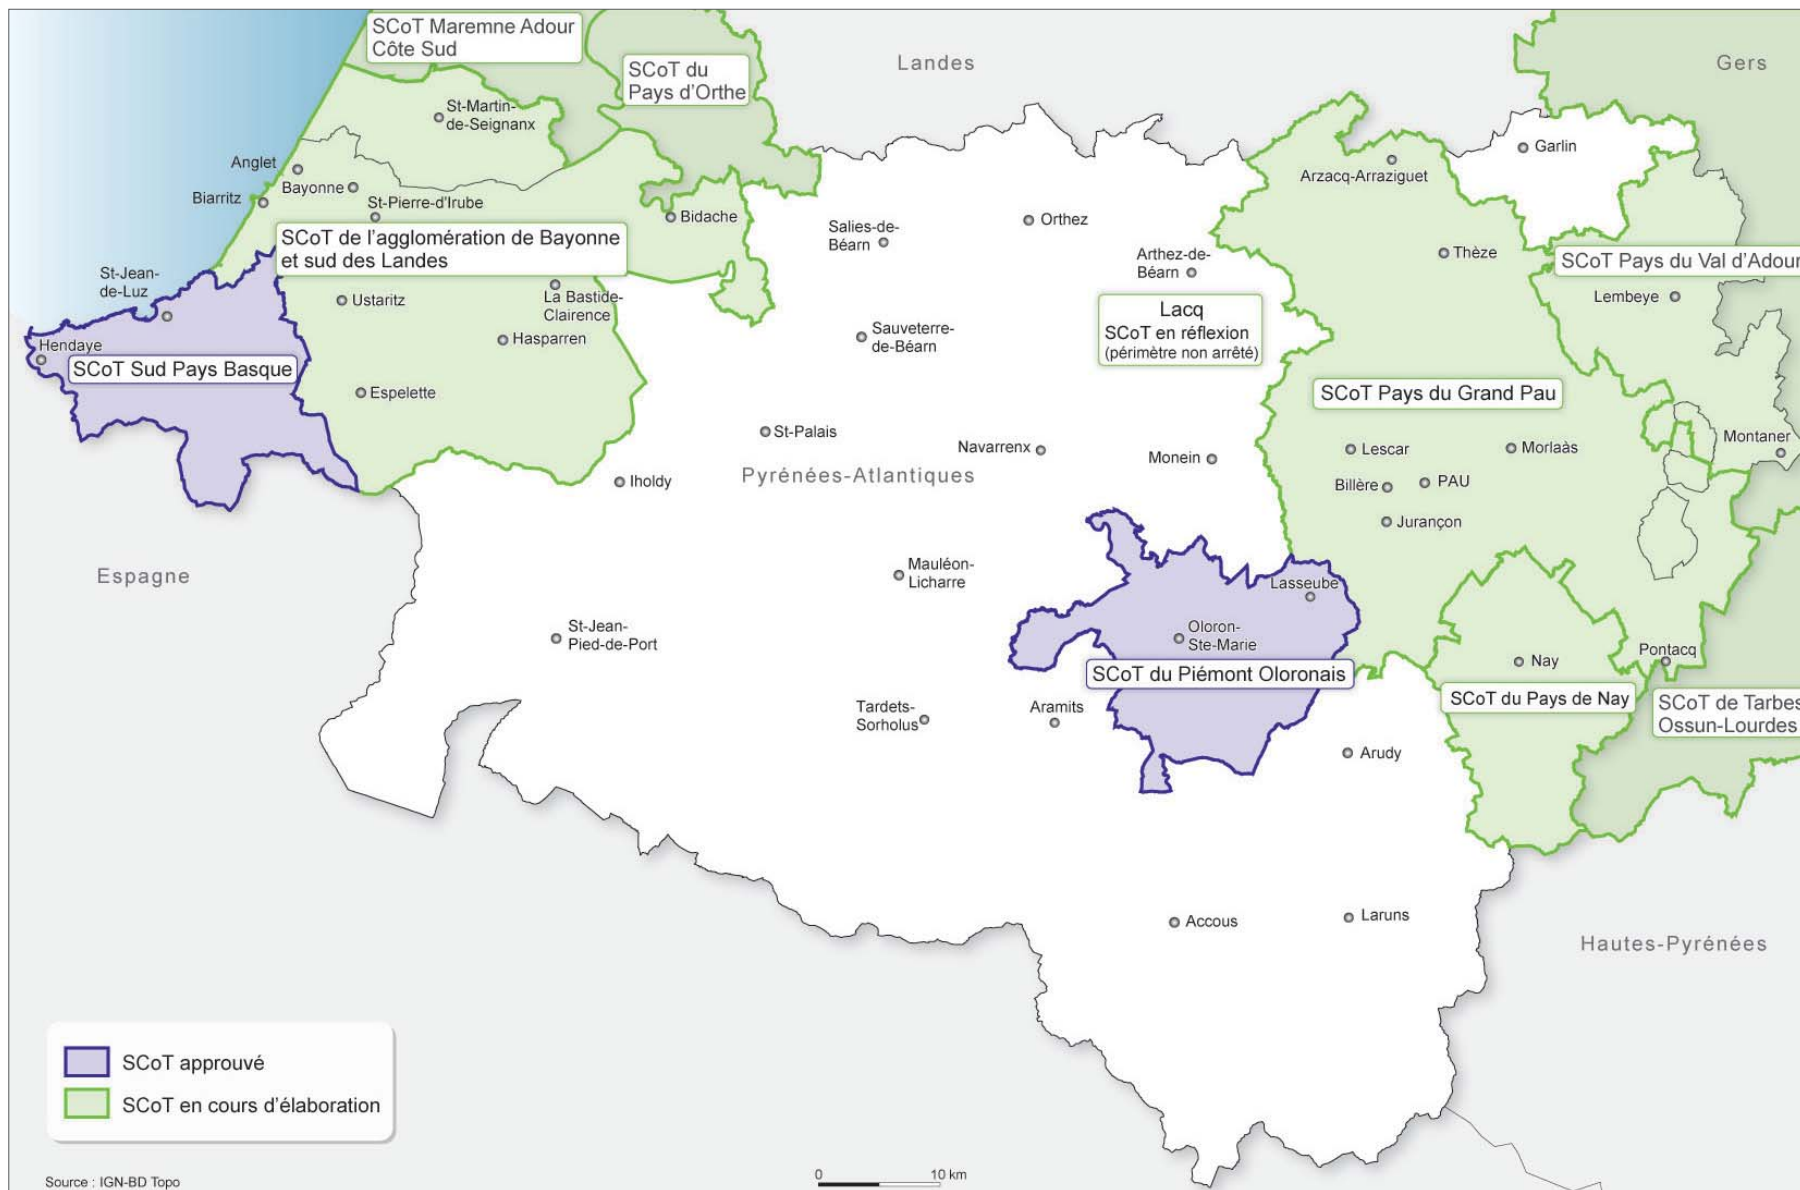 SCoT Maremne Adour
Côte Sud
SCoT du
Pays d'Orthe
Landes
Gers
St-Martin-
de-Seignanx
Anglet
Bayonne
Biarritz
St-Pierre-d'Irube
Bidache
SCoT de l'agglomération de Bayonne
et sud des Landes
St-Jean-
de-Luz
Ustaritz
La Bastide-
Clairence
Hasparren
Hendaye
SCoT Sud Pays Basque
Espelette
Salies-de-
Béarn
Orthez
Arthez-de-
Béarn
Arzacq-Arraziguet
Garlin
Thèze
SCoT Pays du Val d'Adour
Lembeye
Lacq
SCoT en réflexion
(périmètre non arrêté)
Sauveterre-
de-Béarn
SCoT Pays du Grand Pau
St-Palais
Navarrenx
Monein
Lescar
Morlaàs
Montaner
Pyrénées-Atlantiques
Iholdy
Billère
PAU
Jurançon
Espagne
Mauléon-
Licharre
Lasseube
St-Jean-
Pied-de-Port
Oloron-
Ste-Marie
SCoT du Piémont Oloronais
Nay
Pontacq
SCoT du Pays de Nay
SCoT de Tarbes
Ossun-Lourdes
Tardets-
Sorholus
Aramits
Arudy
Accous
Laruns
Hautes-Pyrénées
SCoT approuvé
SCoT en cours d'élaboration
Source : IGN-BD Topo
0 10 km